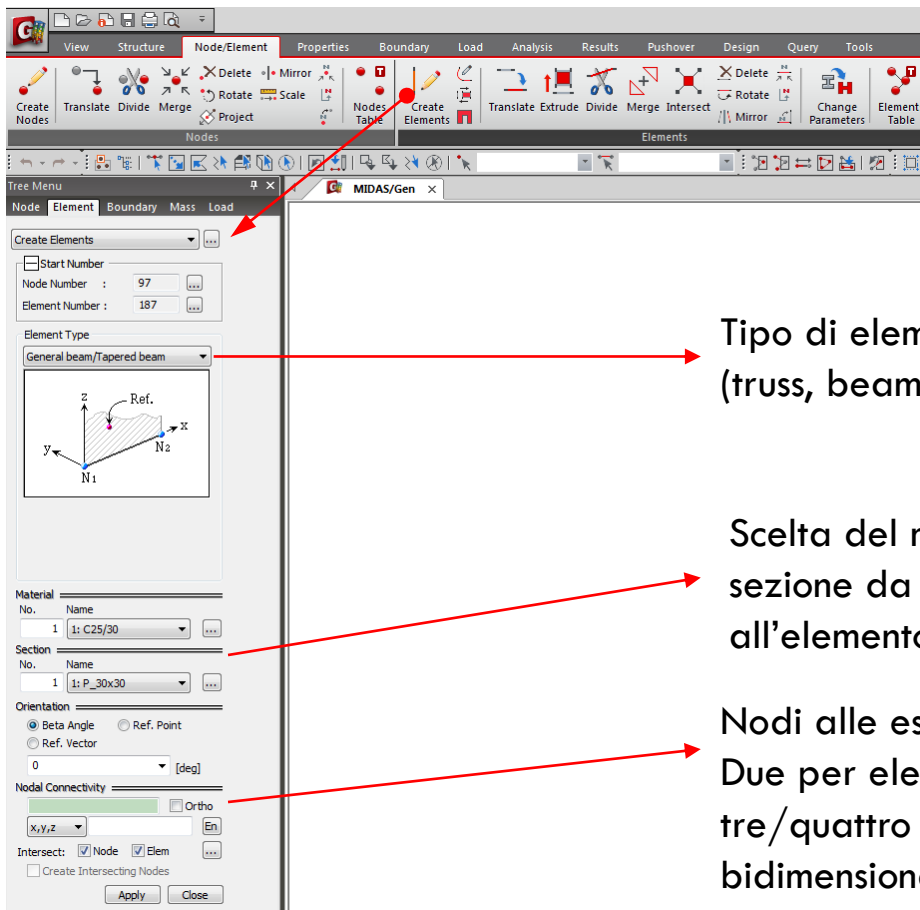 View Structure Node/Element Properties Boundary Load Analysis Results Pushover Design Query Tools
Create Nodes
Translate Divide Merge
Delete Mirror
Rotate Scale
Project
Nodes Table
Create Elements
Translate Extrude Divide Merge Intersect
Delete
Rotate
Mirror
Change Parameters
Element Table
Nodes
Elements
Tree Menu
MIDAS/Gen
Node Element Boundary Mass Load
Create Elements ...
Start Number
Node Number : 97 ...
Element Number : 187 ...
Element Type
General beam/Tapered beam
z
Ref.
x
y
N2
N1
Tipo di elem
(truss, beam
Material
No. Name
1 1: C25/30 ...
Section
No. Name
1 1: P_30x30 ...
Scelta del
sezione da
all'elemento
Orientation
Beta Angle Ref. Point
Ref. Vector
0 [deg]
Nodal Connectivity
Ortho
x,y,z En
Intersect: Node Elem ...
Create Intersecting Nodes
Apply Close
Nodi alle es
Due per ele
tre/quattro
bidimensiona